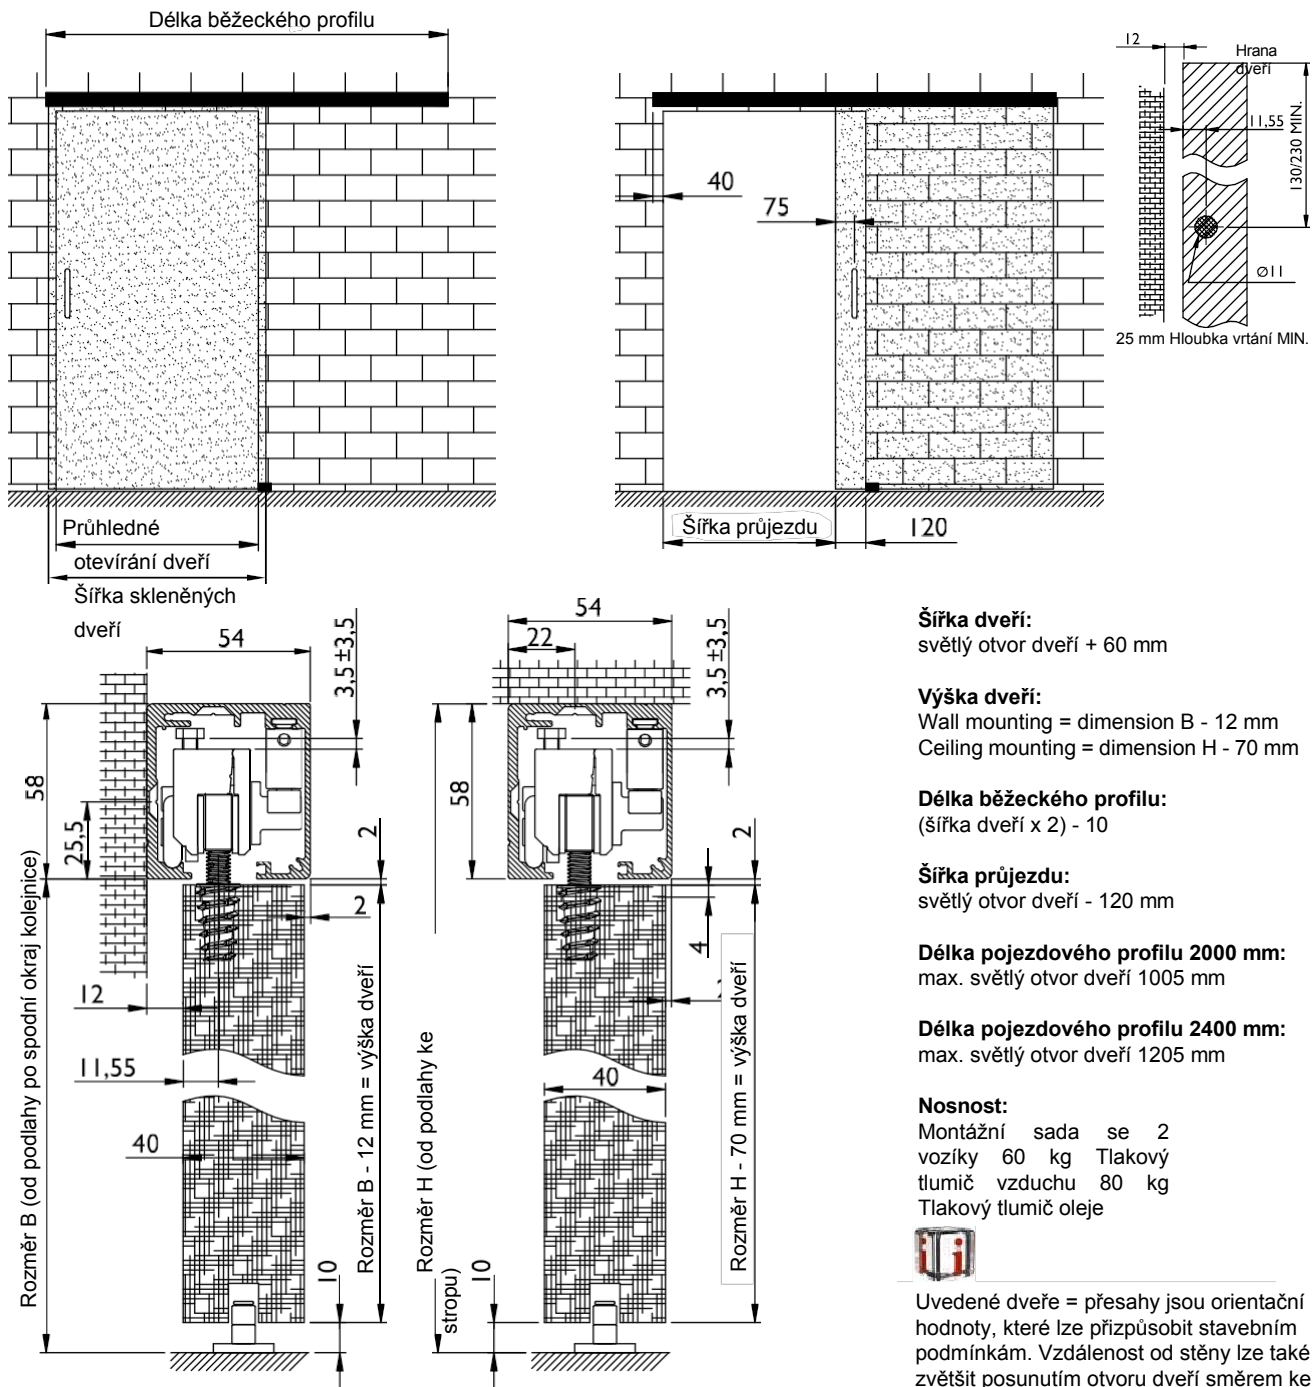 Délka běžeckého profilu
12
Hrana
dveří
11,55
130/230 MIN.
Ø11
25 mm Hloubka vrtání MIN.
40
75
Průhledné
otevírání dveří
Šířka skleněných
dveří
Šířka průjezdu
120
54
3,5 ±3,5
58
25,5
2
2
12
11,55
40
10
Rozměr B (od podlahy po spodní okraj kolejnice)
Rozměr B - 12 mm = výška dveří
54
22
3,5 ±3,5
58
2
4
40
10
Rozměr H (od podlahy ke
stropu)
Rozměr H - 70 mm = výška dveří
Šířka dveří:
světlý otvor dveří + 60 mm
Výška dveří:
Wall mounting = dimension B - 12 mm
Ceiling mounting = dimension H - 70 mm
Délka běžeckého profilu:
(šířka dveří x 2) - 10
Šířka průjezdu:
světlý otvor dveří - 120 mm
Délka pojezdového profilu 2000 mm:
max. světlý otvor dveří 1005 mm
Délka pojezdového profilu 2400 mm:
max. světlý otvor dveří 1205 mm
Nosnost:
Montážní sada se 2
vozíky 60 kg Tlakový
tlumič vzduchu 80 kg
Tlakový tlumič oleje
i i
Uvedené dveře = přesahy jsou orientační
hodnoty, které lze přizpůsobit stavebním
podmínkám. Vzdálenost od stěny lze také
zvětšit posunutím otvoru dveří směrem ke